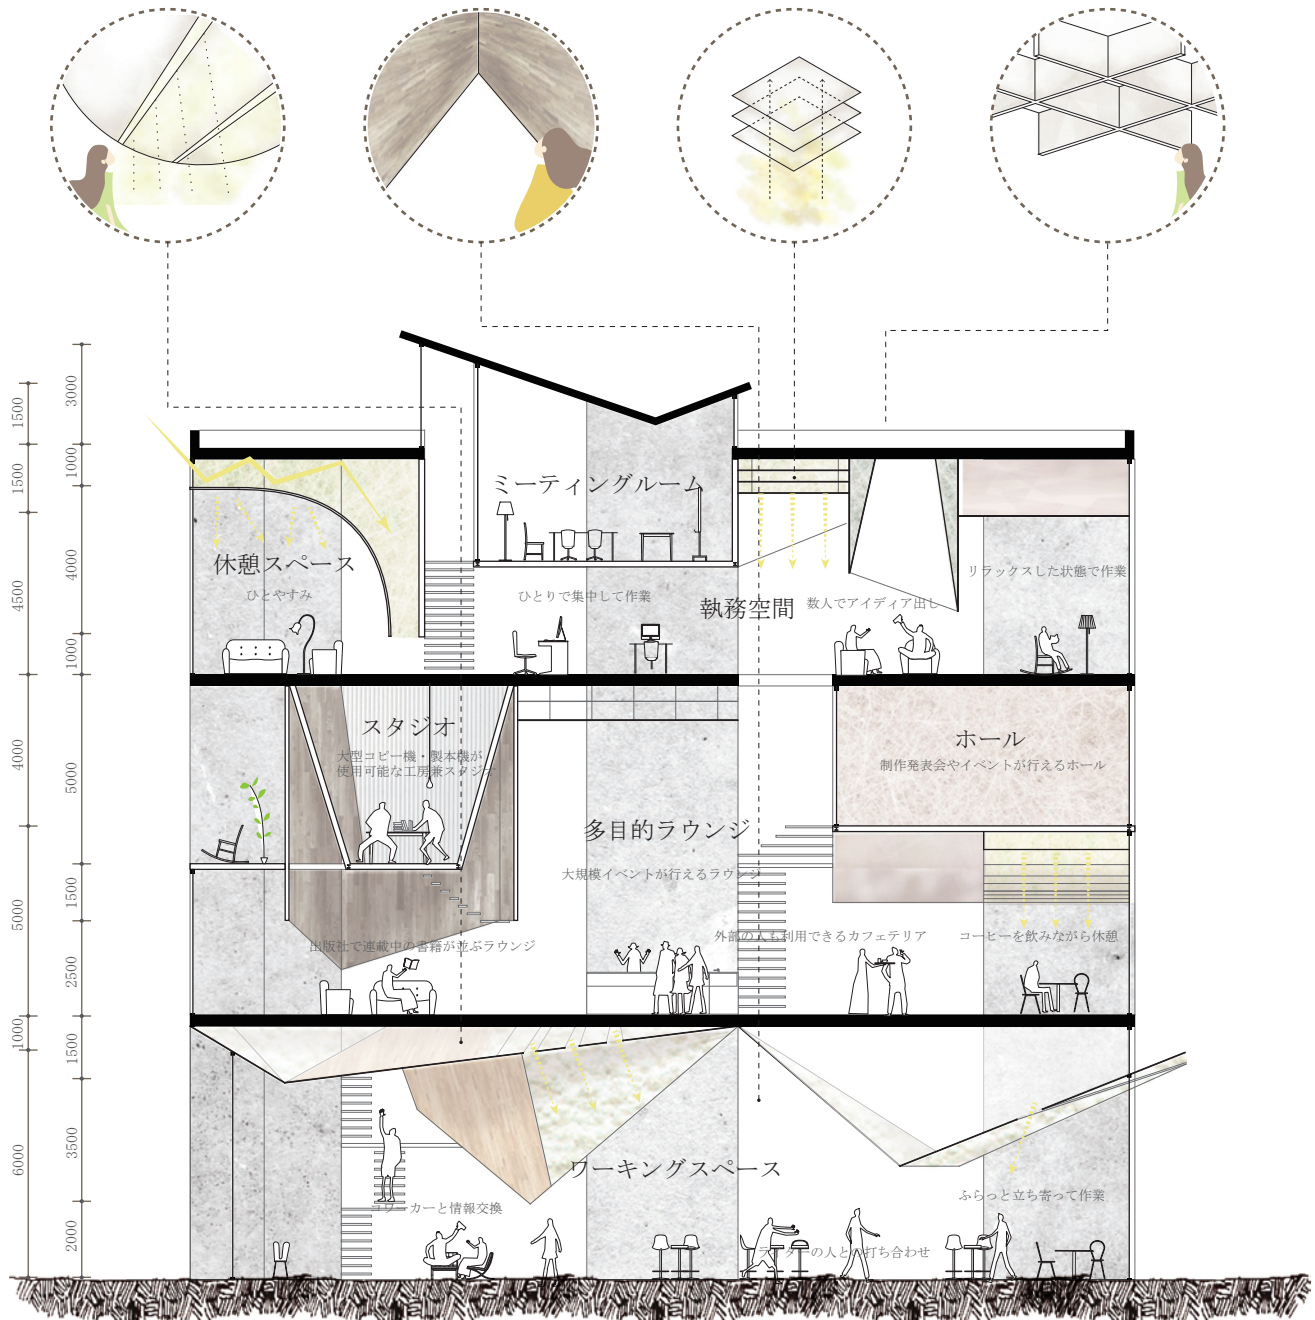 3000
1500
1000
1500
ミーティングルーム
4000
休憩スペース
リラックスした状態で作業
4500
ひとやすみ
ひとりで集中して作業
執務空間
数人でアイディア出し
1000
スタジオ
ホール
4000
大型コピー機・製本機が
使用可能な工房兼スタジオ
制作発表会やイベントが行えるホール
5000
多目的ラウンジ
大規模イベントが行えるラウンジ
1500
5000
出版社で連載中の書籍が並ぶラウンジ
外部の人も利用できるカフェテリア
コーヒーを飲みながら休憩
2500
1000
1500
3500
6000
ワーキングスペース
コワーカーと情報交換
ふらっと立ち寄って作業
2000
ライターの人との打ち合わせ